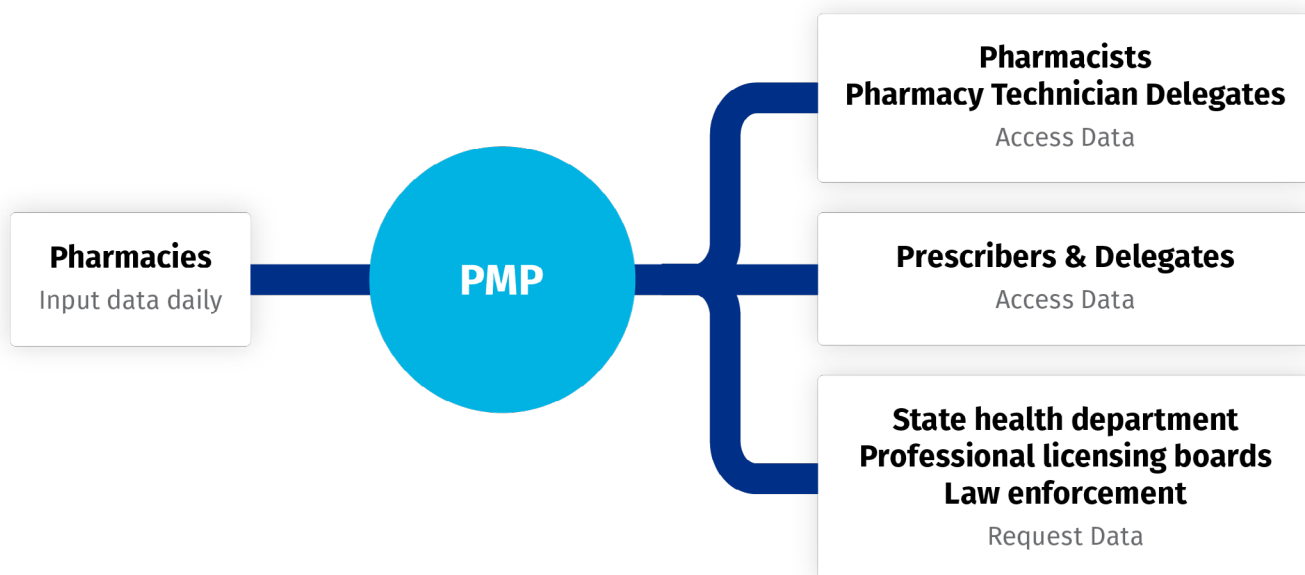 Pharmacies
Input data daily
PMP
Pharmacists
Pharmacy Technician Delegates
Access Data
Prescribers & Delegates
Access Data
State health department
Professional licensing boards
Law enforcement
Request Data